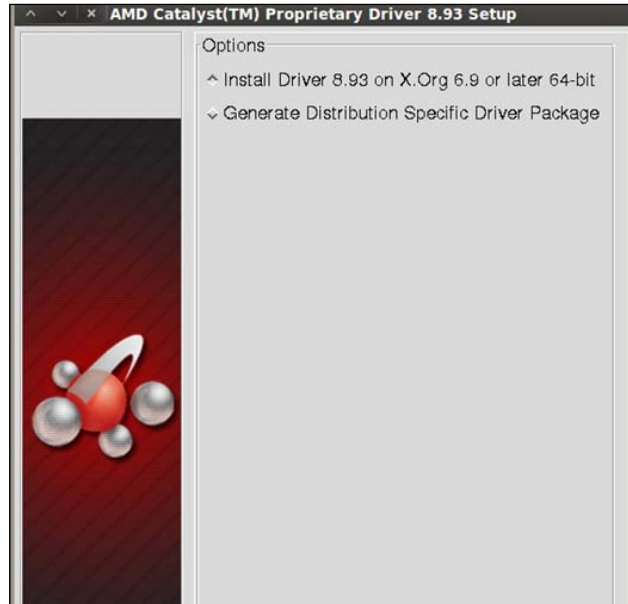 AMD Catalyst(TM) Proprietary Driver 8.93 Setup
Options
Install Driver 8.93 on X.Org 6.9 or later 64-bit
Generate Distribution Specific Driver Package